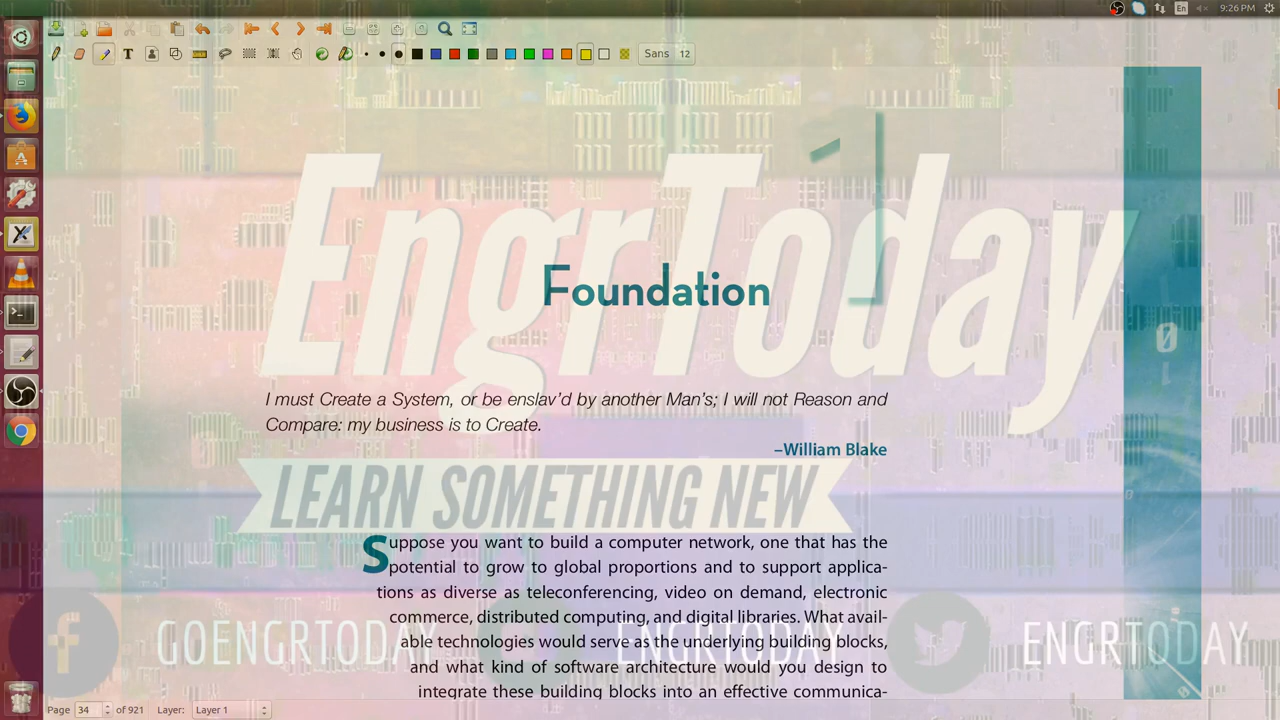 En 9:26 PM
T Sans 12
1
EngrToday
Foundation
I must Create a System, or be enslav'd by another Man's; I will not Reason and
Compare: my business is to Create.
–William Blake
LEARN SOMETHING NEW
Suppose you want to build a computer network, one that has the
potential to grow to global proportions and to support applica-
tions as diverse as teleconferencing, video on demand, electronic
commerce, distributed computing, and digital libraries. What avail-
able technologies would serve as the underlying building blocks,
and what kind of software architecture would you design to
integrate these building blocks into an effective communica-
GOENGRTODAY ENGRTODAY ENGRTODAY
Page 34 of 921 Layer: Layer 1